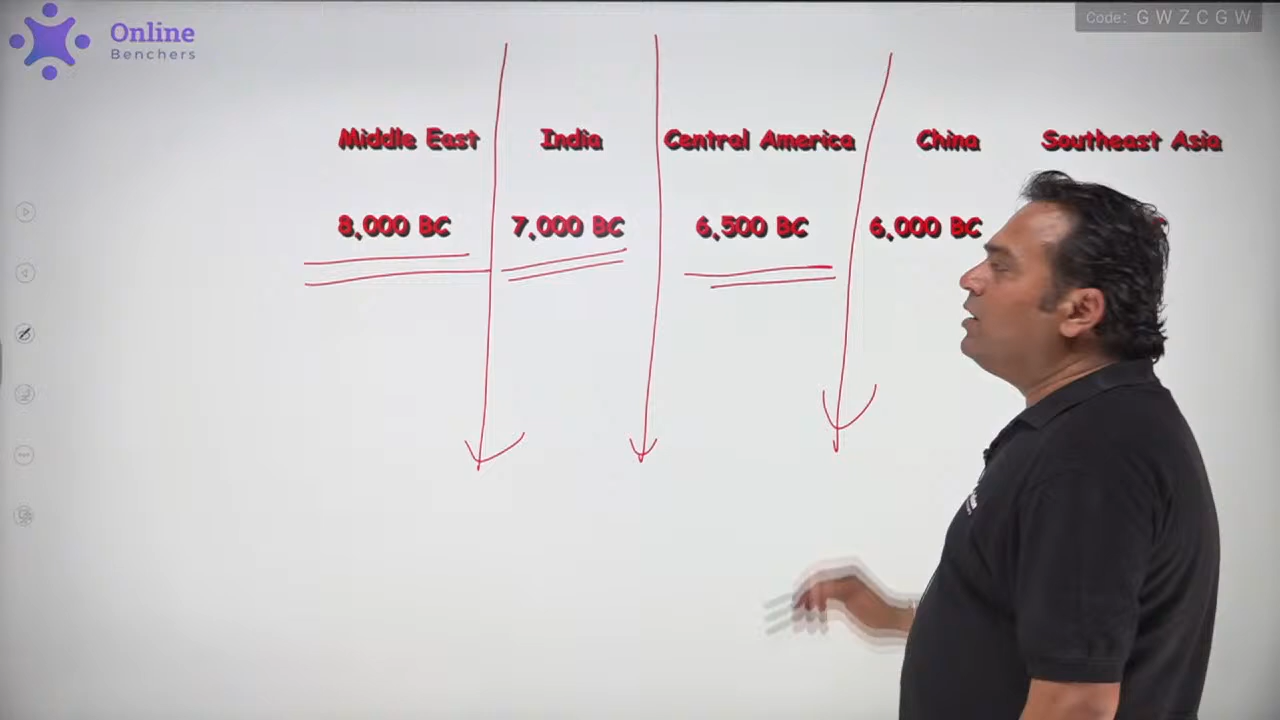 Online
Benchers
Code: G W Z C G W
Middle East India Central America China Southeast Asia
8,000 BC 7,000 BC 6,500 BC 6,000 BC